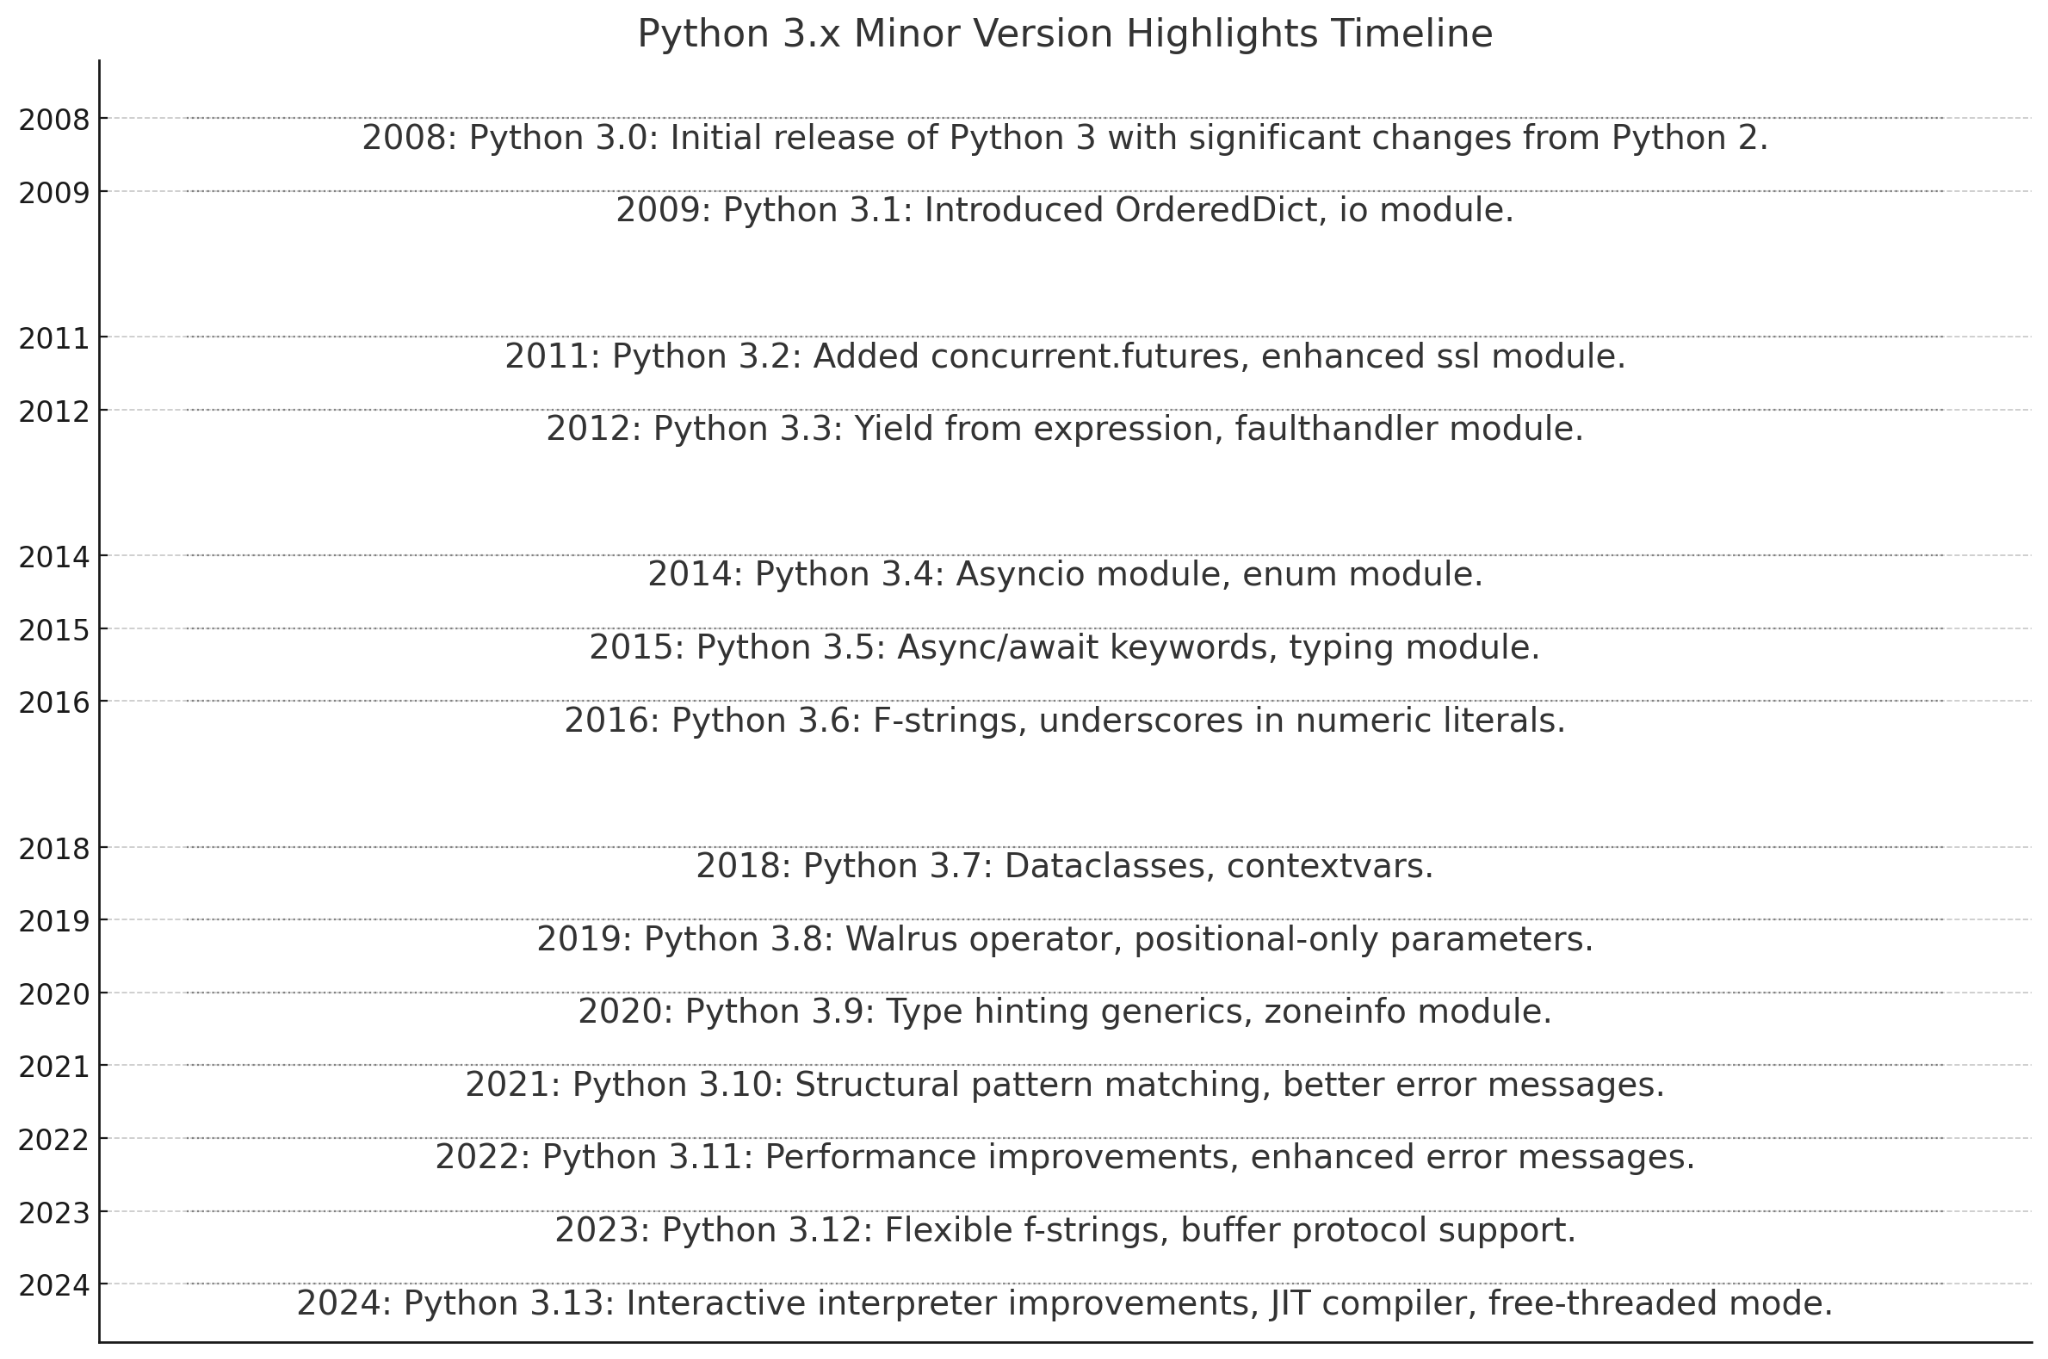 Python 3.x Minor Version Highlights Timeline
2008
2008: Python 3.0: Initial release of Python 3 with significant changes from Python 2.
2009
2009: Python 3.1: Introduced OrderedDict, io module.
2011
2011: Python 3.2: Added concurrent.futures, enhanced ssl module.
2012
2012: Python 3.3: Yield from expression, faulthandler module.
2014
2014: Python 3.4: Asyncio module, enum module.
2015
2015: Python 3.5: Async/await keywords, typing module.
2016
2016: Python 3.6: F-strings, underscores in numeric literals.
2018
2018: Python 3.7: Dataclasses, contextvars.
2019
2019: Python 3.8: Walrus operator, positional-only parameters.
2020
2020: Python 3.9: Type hinting generics, zoneinfo module.
2021
2021: Python 3.10: Structural pattern matching, better error messages.
2022
2022: Python 3.11: Performance improvements, enhanced error messages.
2023
2023: Python 3.12: Flexible f-strings, buffer protocol support.
2024
2024: Python 3.13: Interactive interpreter improvements, JIT compiler, free-threaded mode.